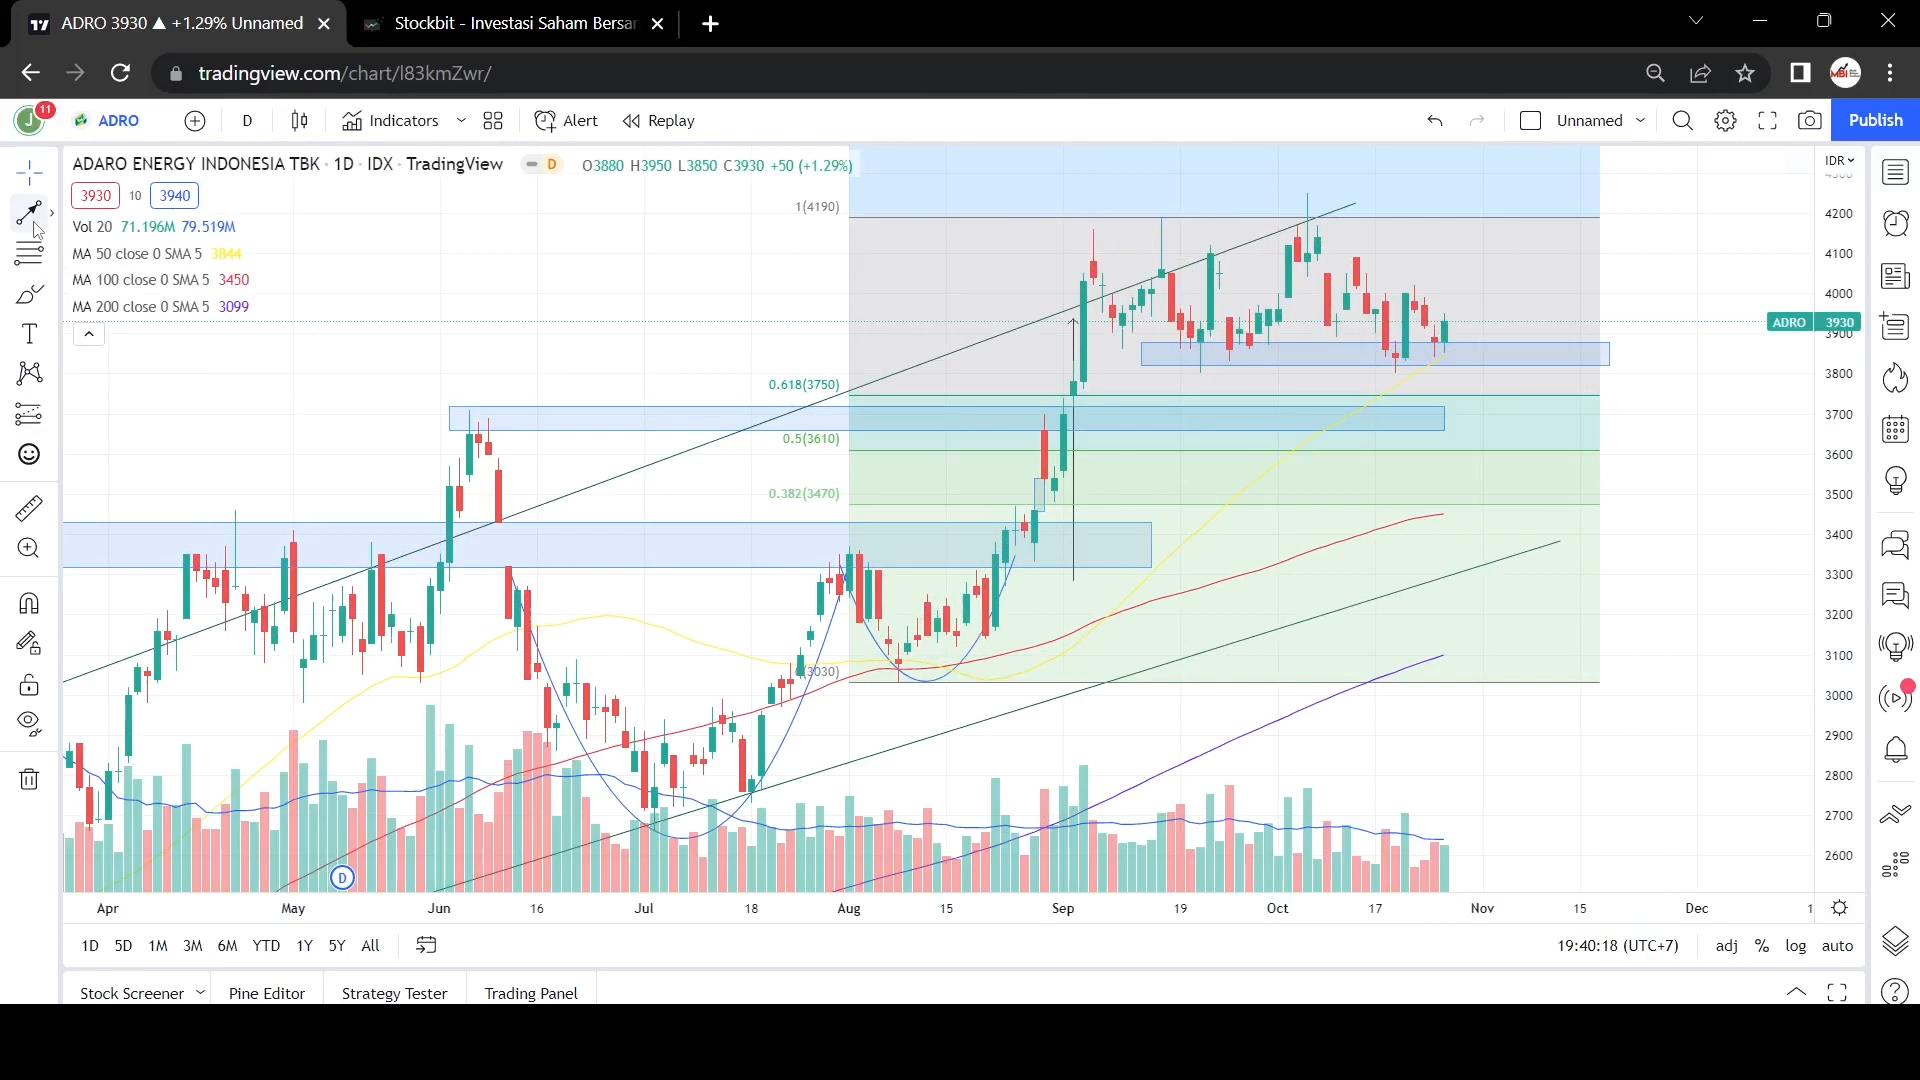 ADRO 3930 ▲ +1.29% Unnamed
Stockbit - Investasi Saham Bersar
tradingview.com/chart/l83kmZwr/
11
J
ADRO
D
Indicators
Alert
Replay
Unnamed
Publish
ADARO ENERGY INDONESIA TBK · 1D · IDX · TradingView
D
O3880 H3950 L3850 C3930 +50 (+1.29%)
IDR
3930 10 3940
Vol 20 71.196M 79.519M
MA 50 close 0 SMA 5 3844
MA 100 close 0 SMA 5 3450
MA 200 close 0 SMA 5 3099
1(4190)
0.618(3750)
0.5(3610)
0.382(3470)
(3030)
4300
4200
4100
4000
ADRO 3930
3900
3800
3700
3600
3500
3400
3300
3200
3100
3000
2900
2800
2700
2600
D
Apr May Jun 16 Jul 18 Aug 15 Sep 19 Oct 17 Nov 15 Dec 1
1D 5D 1M 3M 6M YTD 1Y 5Y All
19:40:18 (UTC+7) adj % log auto
Stock Screener Pine Editor Strategy Tester Trading Panel